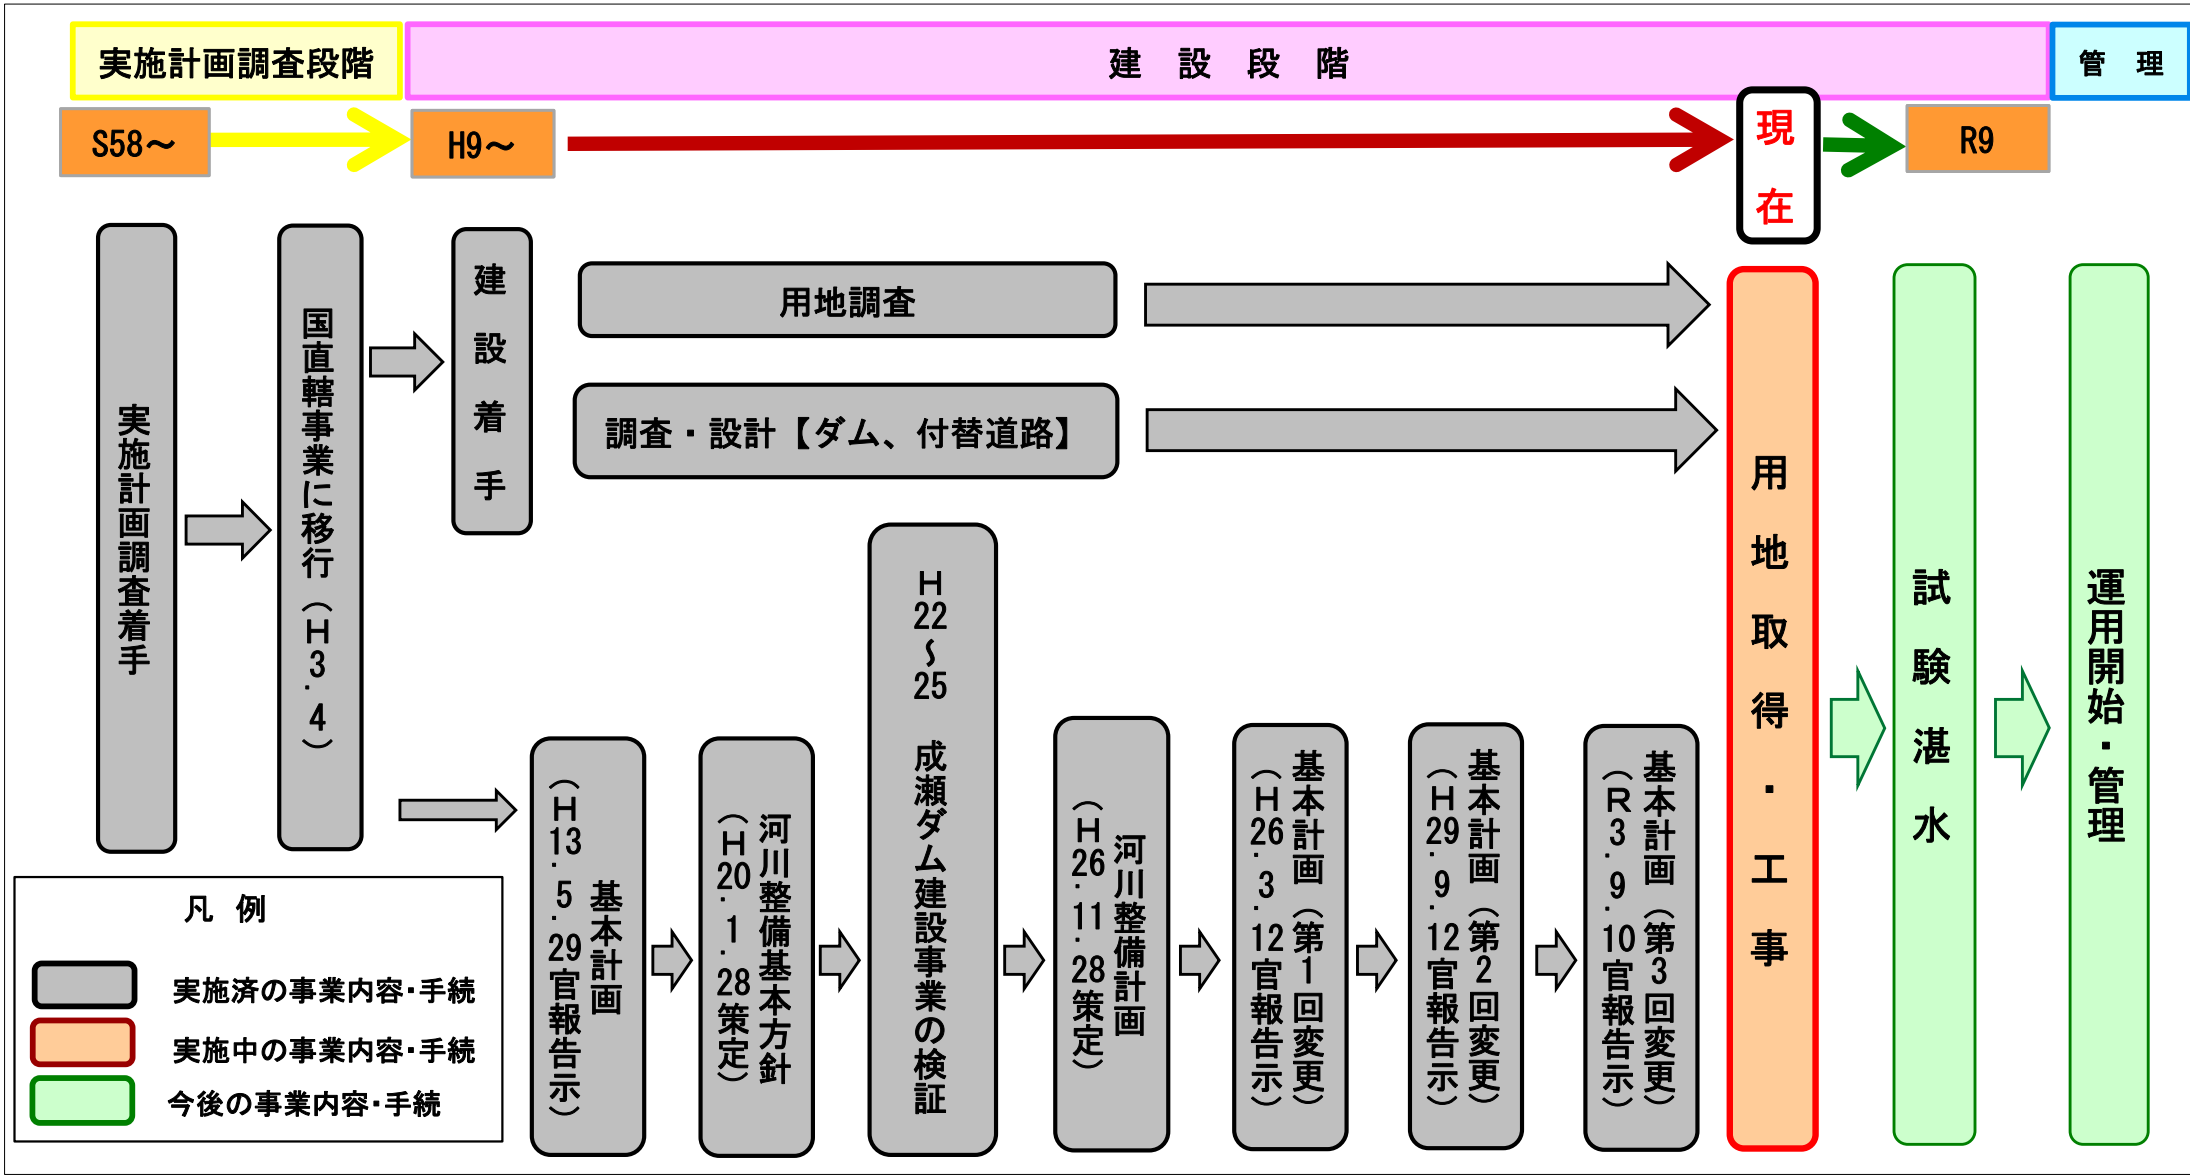 実施計画調査段階
建　設　段　階
管　理
S58～
H9～
現在
R9
実施計画調査着手
国直轄事業に移行（H3.4）
建設着手
用地調査
調査・設計【ダム、付替道路】
基本計画
（H13.5.29官報告示）
河川整備基本方針
（H20.1.28策定）
H22～25　成瀬ダム建設事業の検証
河川整備計画
（H26.11.28策定）
基本計画（第1回変更）
（H26.3.12官報告示）
基本計画（第2回変更）
（H29.9.12官報告示）
基本計画（第3回変更）
（R3.9.10官報告示）
用地取得・工事
試験湛水
運用開始・管理
凡　例
実施済の事業内容・手続
実施中の事業内容・手続
今後の事業内容・手続